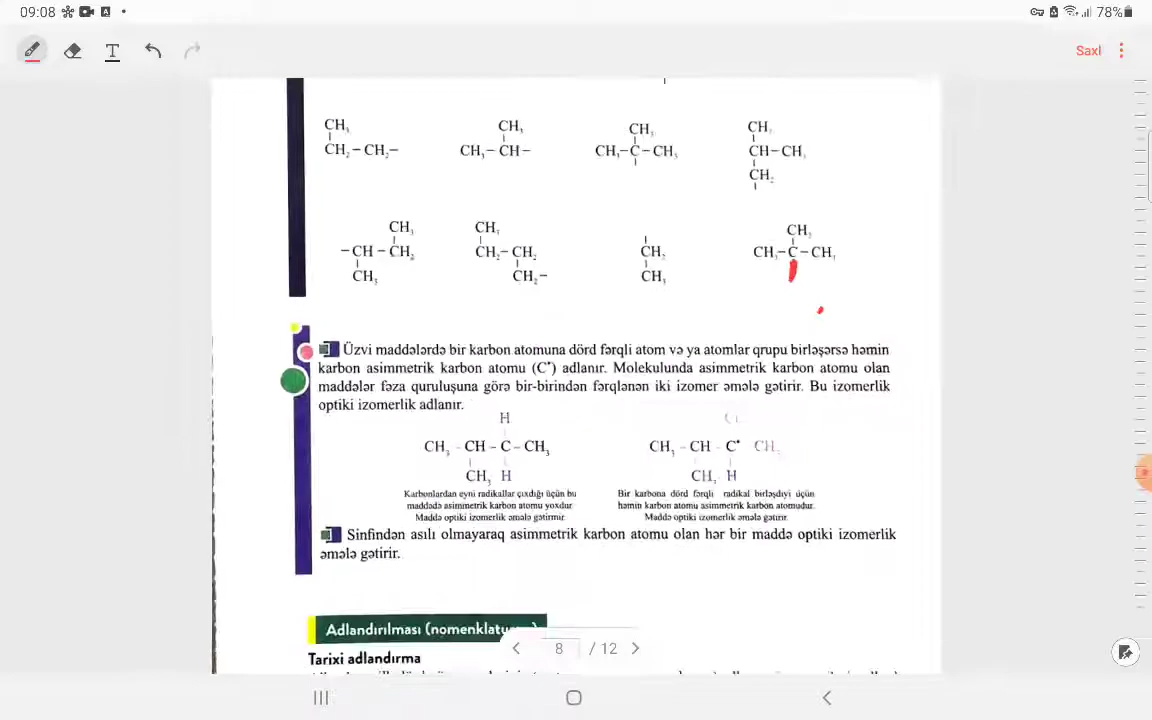 09:08
78%
T
Saxl
CH₃ CH₃ CH₃ CH₃
CH₂ – CH₂– CH₃ – CH – CH₃ – C – CH₃ CH – CH₃
CH₂
CH₃ CH₃ CH₃
– CH – CH₂ CH₂ – CH₂ CH₂ CH₃ – C – CH₃
CH₃ CH₂ – CH₃
Üzvi maddələrdə bir karbon atomuna dörd fərqli atom və ya atomlar qrupu birləşərsə həmin
karbon asimmetrik karbon atomu (C*) adlanır. Molekulunda asimmetrik karbon atomu olan
maddələr fəza quruluşuna görə bir-birindən fərqlənən iki izomer əmələ gətirir. Bu izomerlik
optiki izomerlik adlanır.
H
CH₃ – CH – C – CH₃ CH₃ – CH C* CH₃
CH₃ H CH₃ H
Karbonlardan eyni radikallar çıxdığı üçün bu
maddədə asimmetrik karbon atomu yoxdur.
Maddə optiki izomerlik əmələ gətirmir
Bir karbona dörd fərqli radikal birləşdiyi üçün
həmin karbon atomu asimmetrik karbon atomudur.
Maddə optiki izomerlik əmələ gətirir.
Sinfindən asılı olmayaraq asimmetrik karbon atomu olan hər bir maddə optiki izomerlik
əmələ gətirir.
Adlandırılması
8 / 12
Tarixi adlandırma